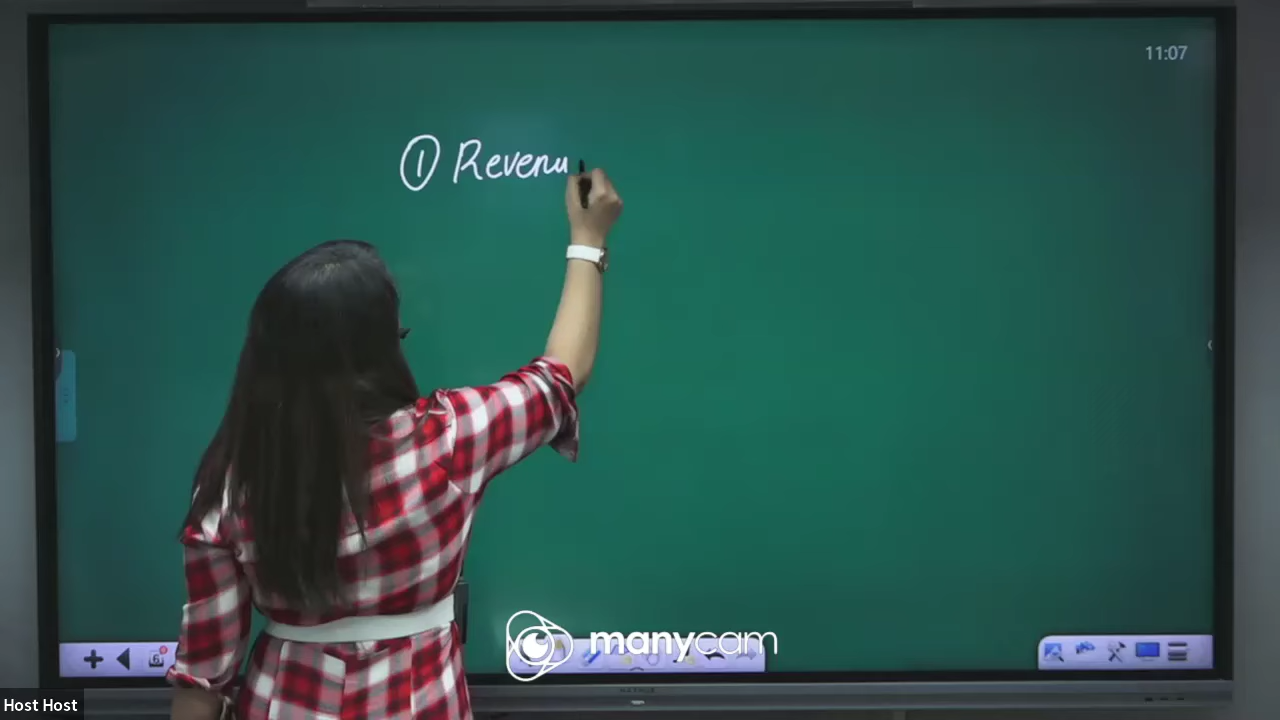 11:07
① Revenu
manycam
Host Host